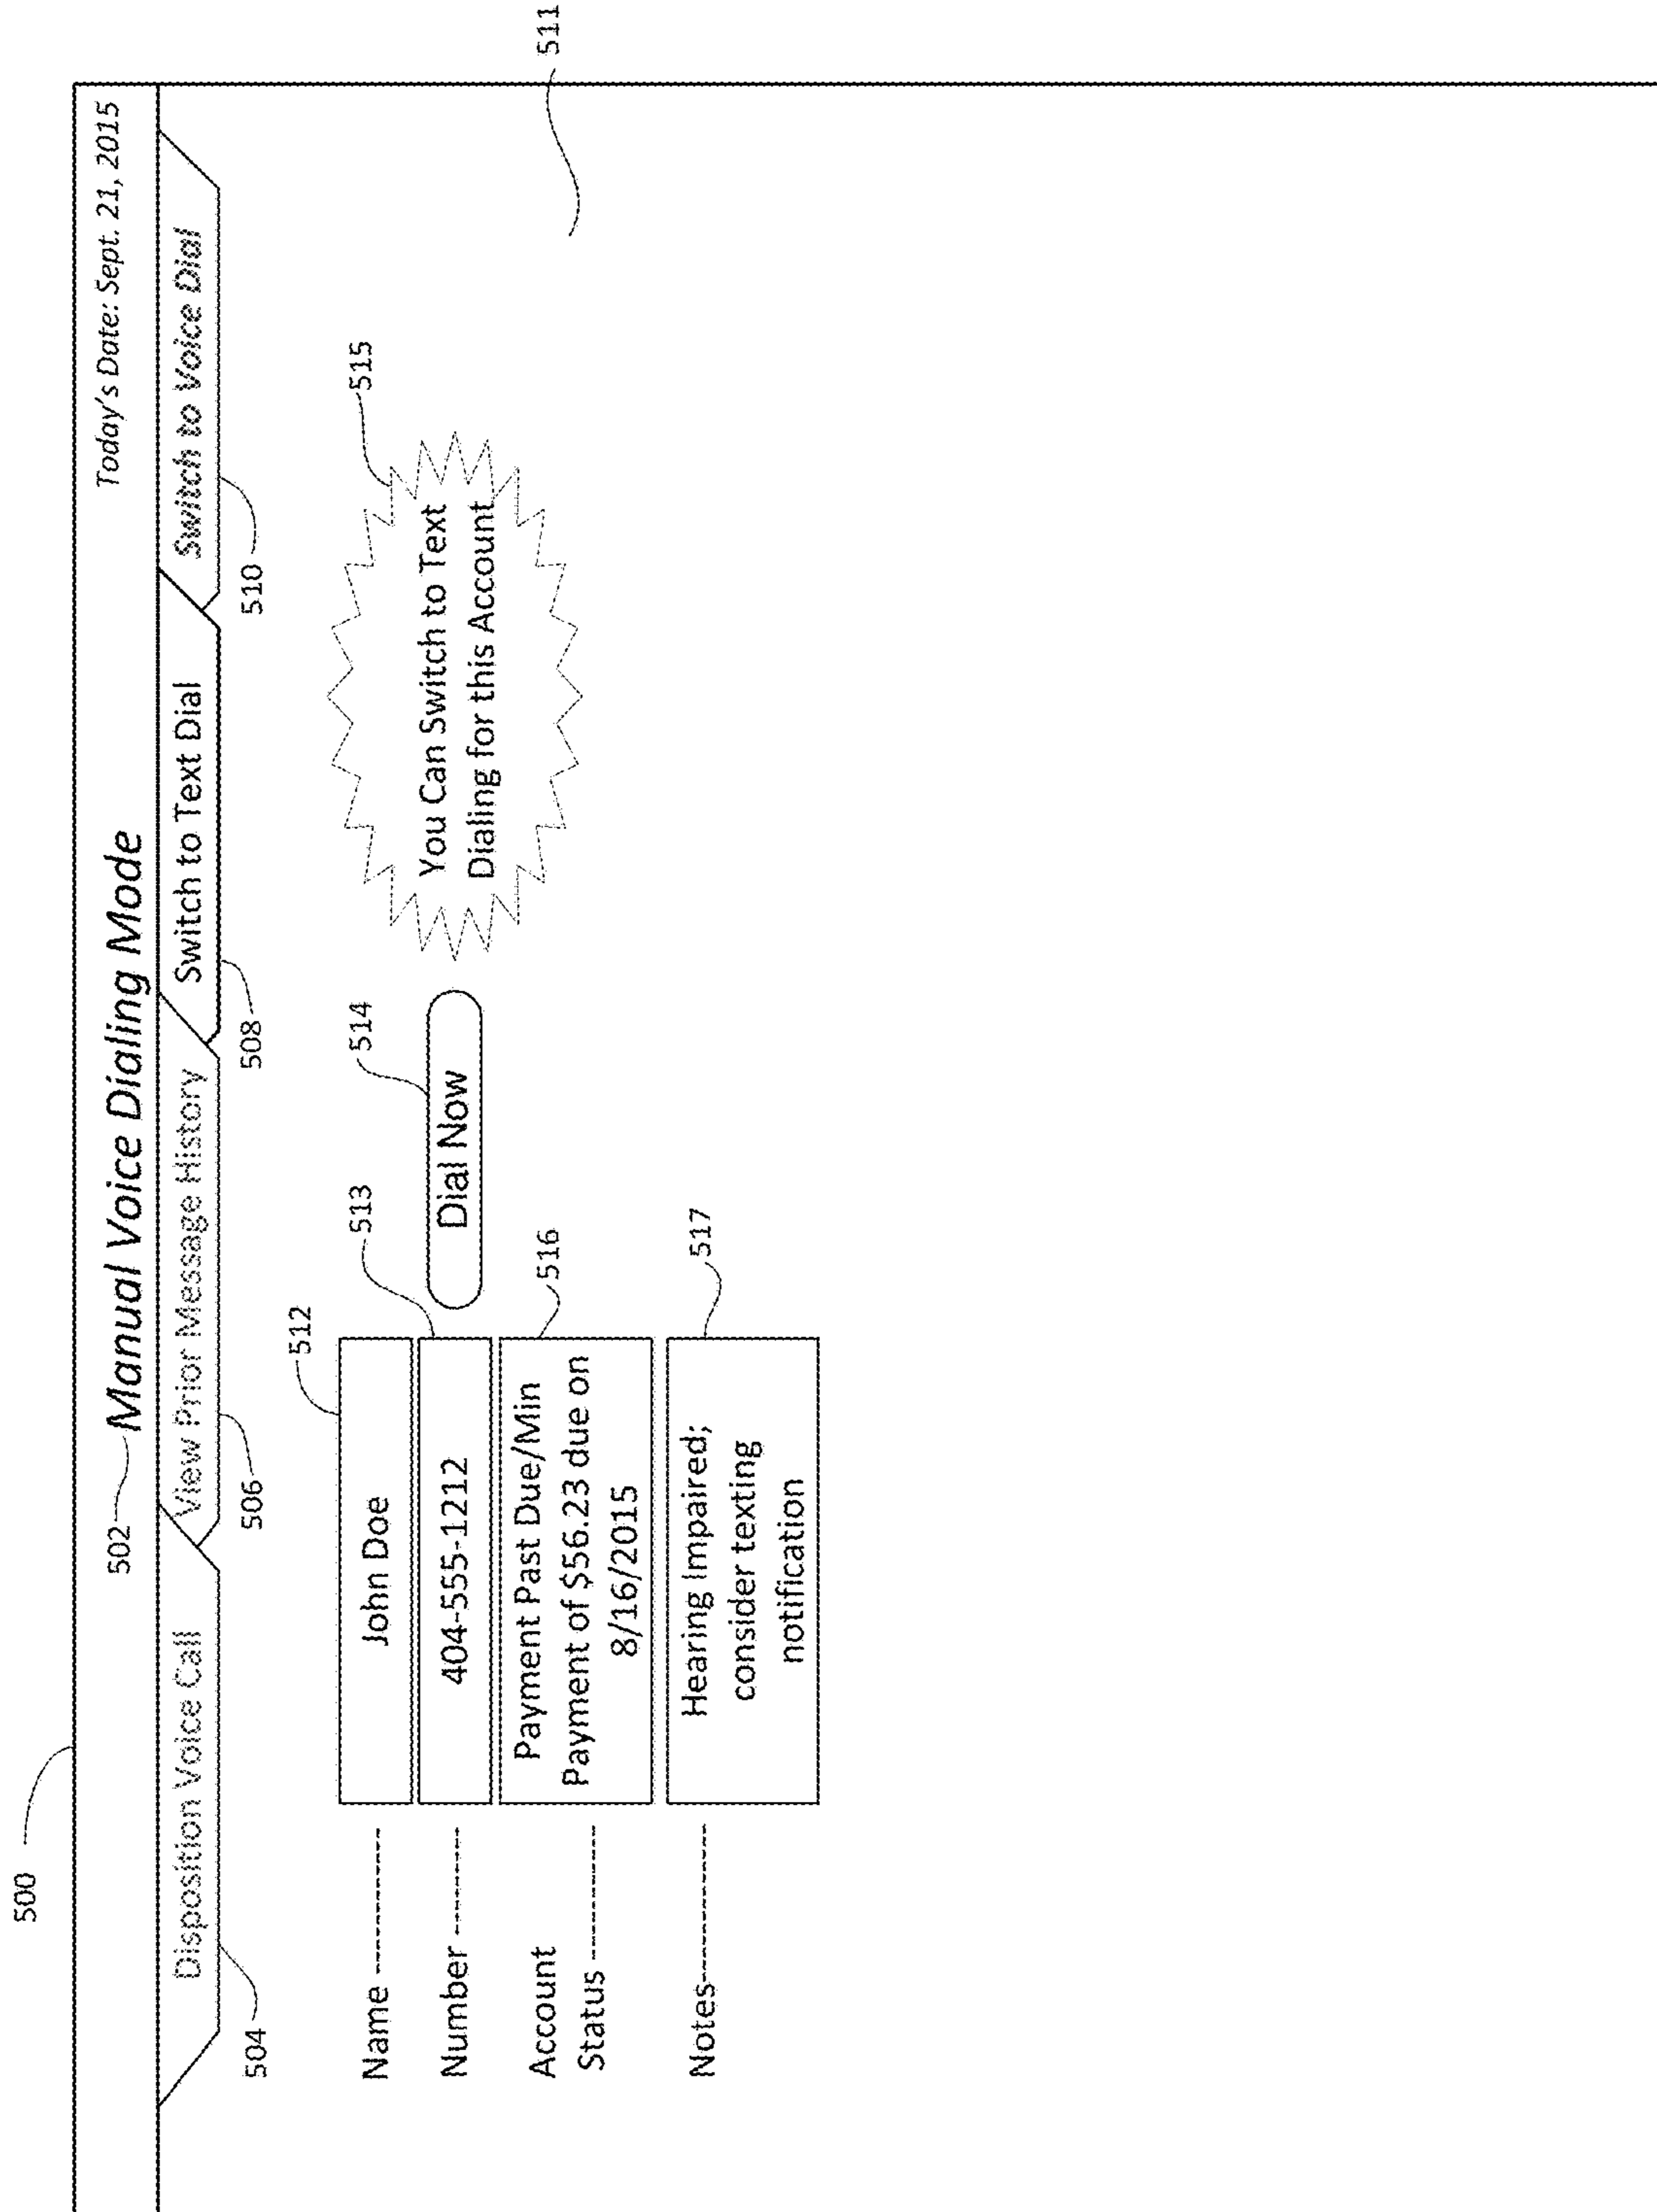 500
502
Manual Voice Dialing Mode
Today's Date: Sept. 21, 2015
Disposition Voice Call
View Prior Message History
Switch to Text Dial
Switch to Voice Dial
504
506
508
510
511
512
513
514
515
Name
John Doe
Number
404-555-1212
Dial Now
You Can Switch to Text
Dialing for this Account
Account
Status
Payment Past Due/Min
Payment of $56.23 due on
8/16/2015
516
Notes
Hearing Impaired;
consider texting
notification
517